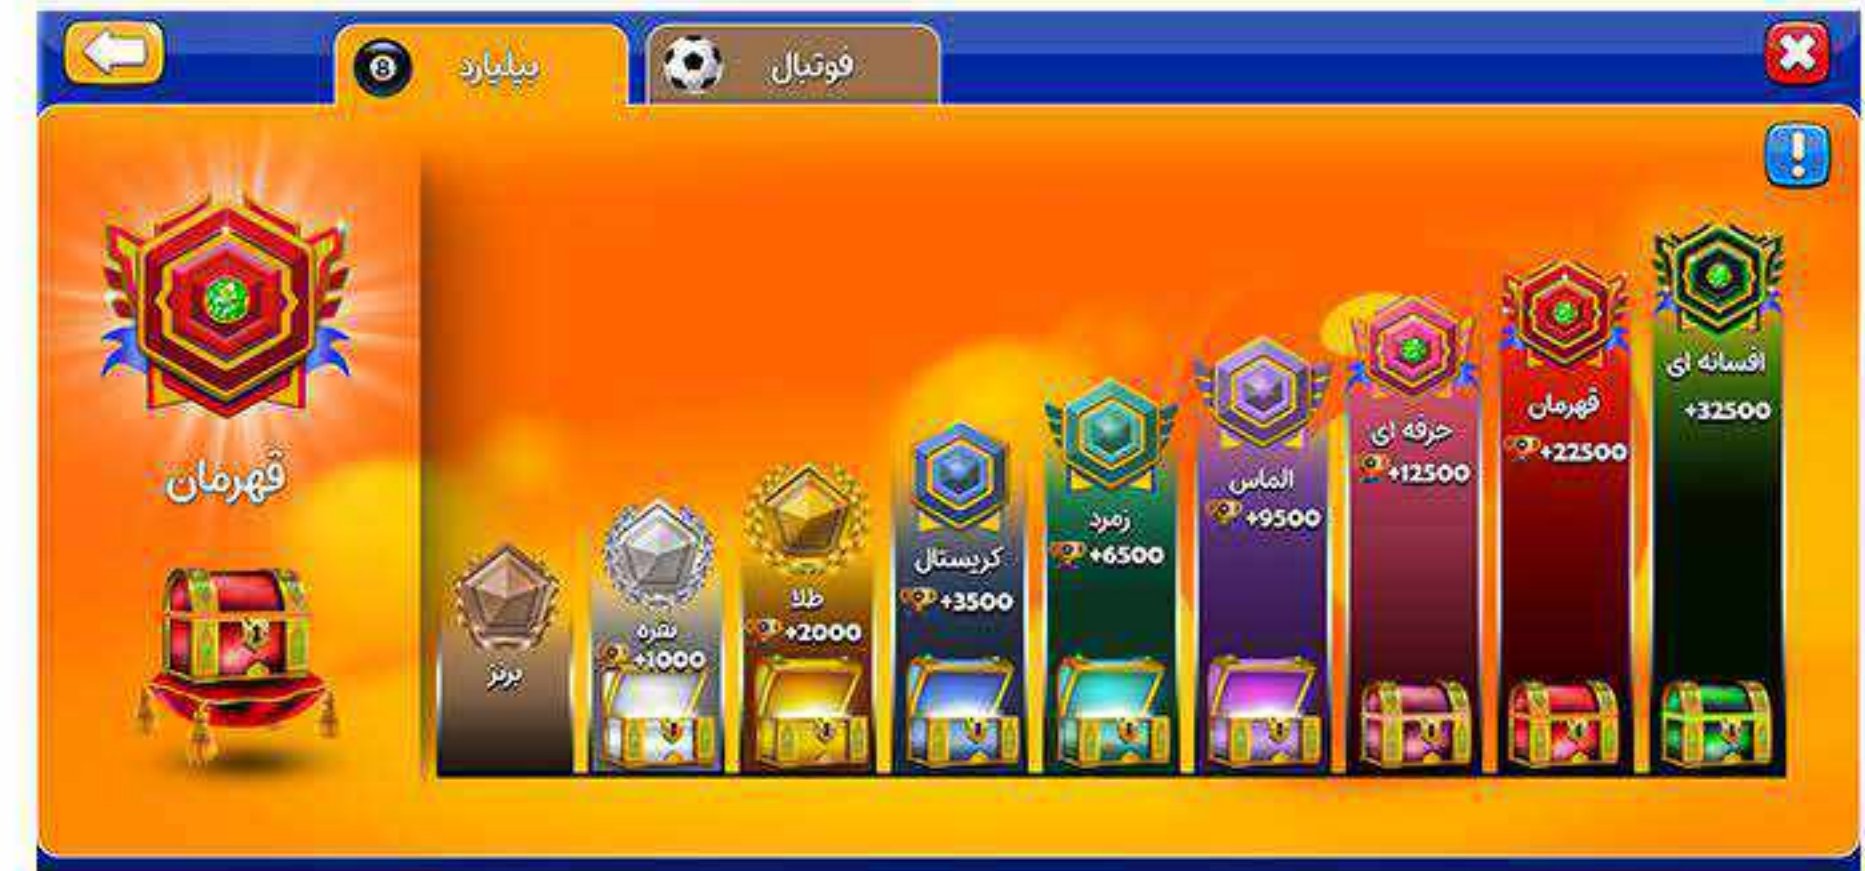 بیلیارد
فوتبال
8
قهرمان
برنز
نقره
+1000
طلا
+2000
کریستال
+3500
زمرد
+6500
الماس
+9500
حرفه ای
+12500
قهرمان
+22500
افسانه ای
+32500